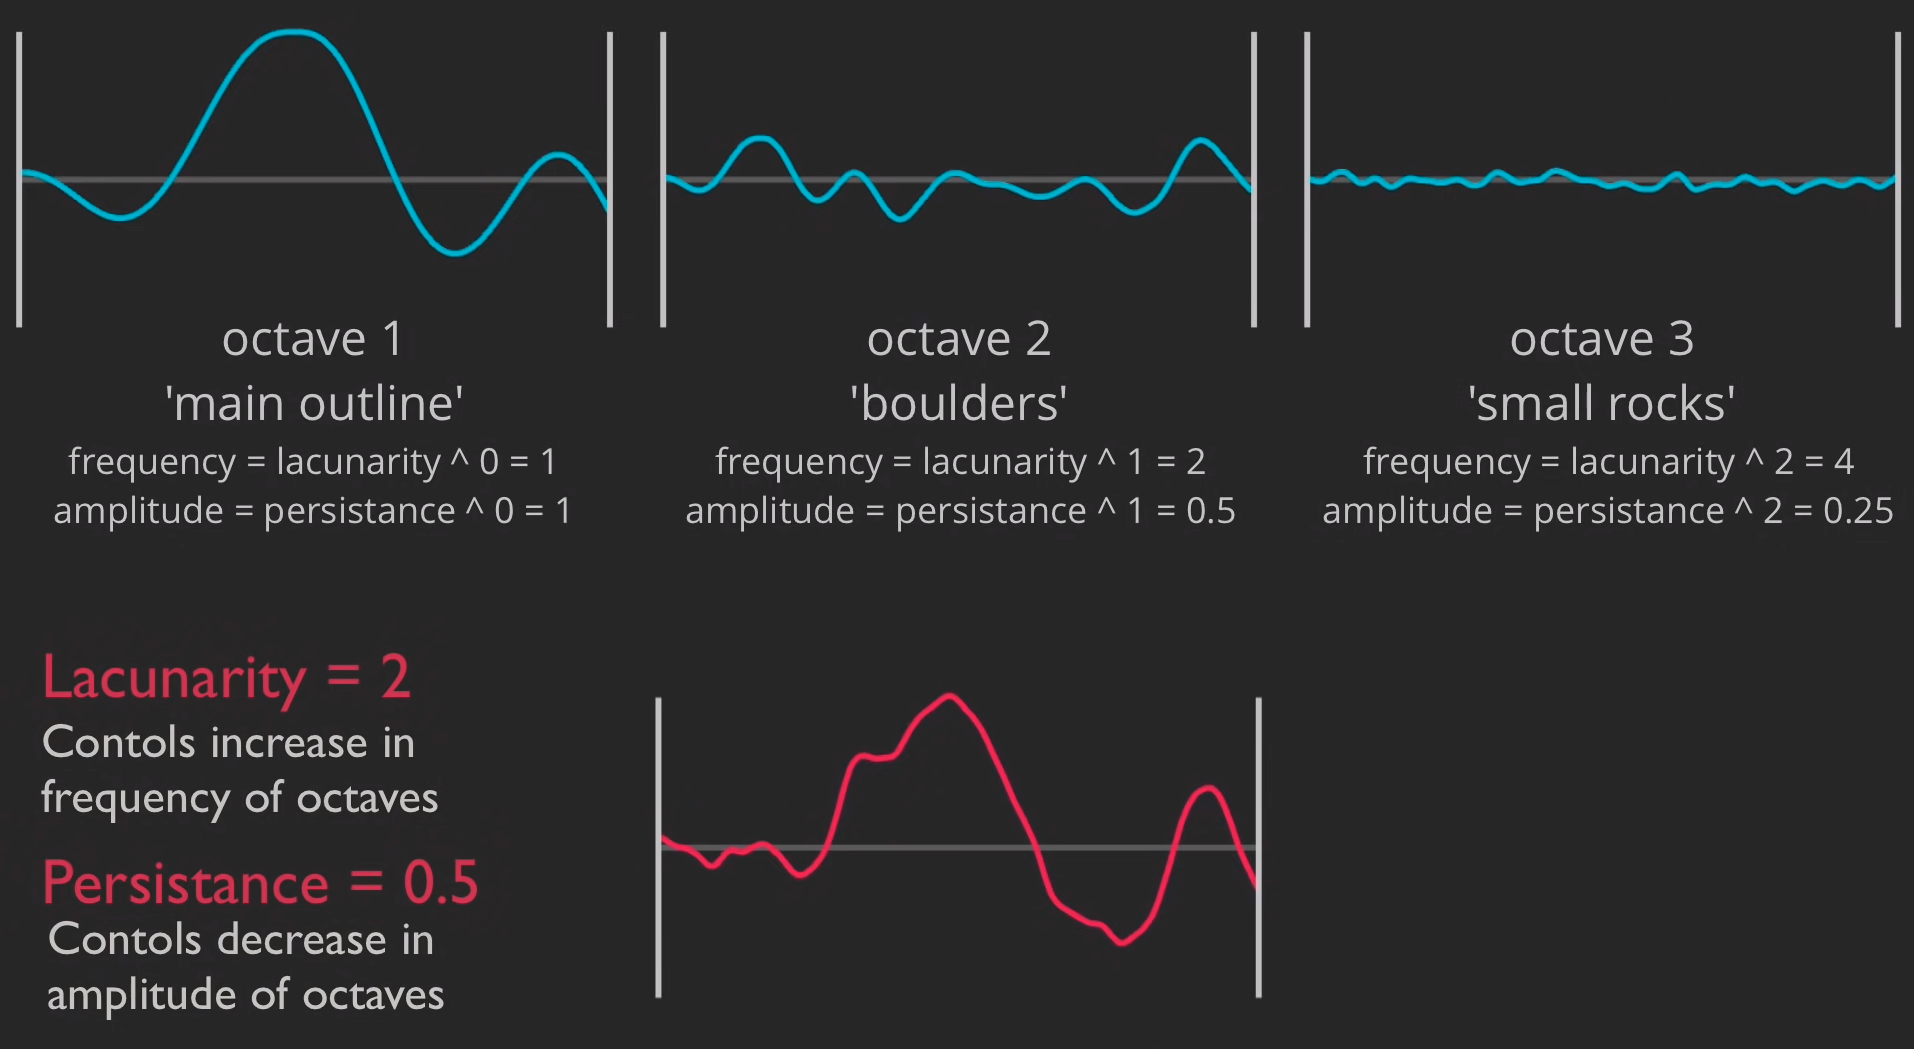 octave 1
'main outline'
frequency = lacunarity ^ 0 = 1
amplitude = persistance ^ 0 = 1
octave 2
'boulders'
frequency = lacunarity ^ 1 = 2
amplitude = persistance ^ 1 = 0.5
octave 3
'small rocks'
frequency = lacunarity ^ 2 = 4
amplitude = persistance ^ 2 = 0.25
Lacunarity = 2
Contols increase in
frequency of octaves
Persistance = 0.5
Contols decrease in
amplitude of octaves